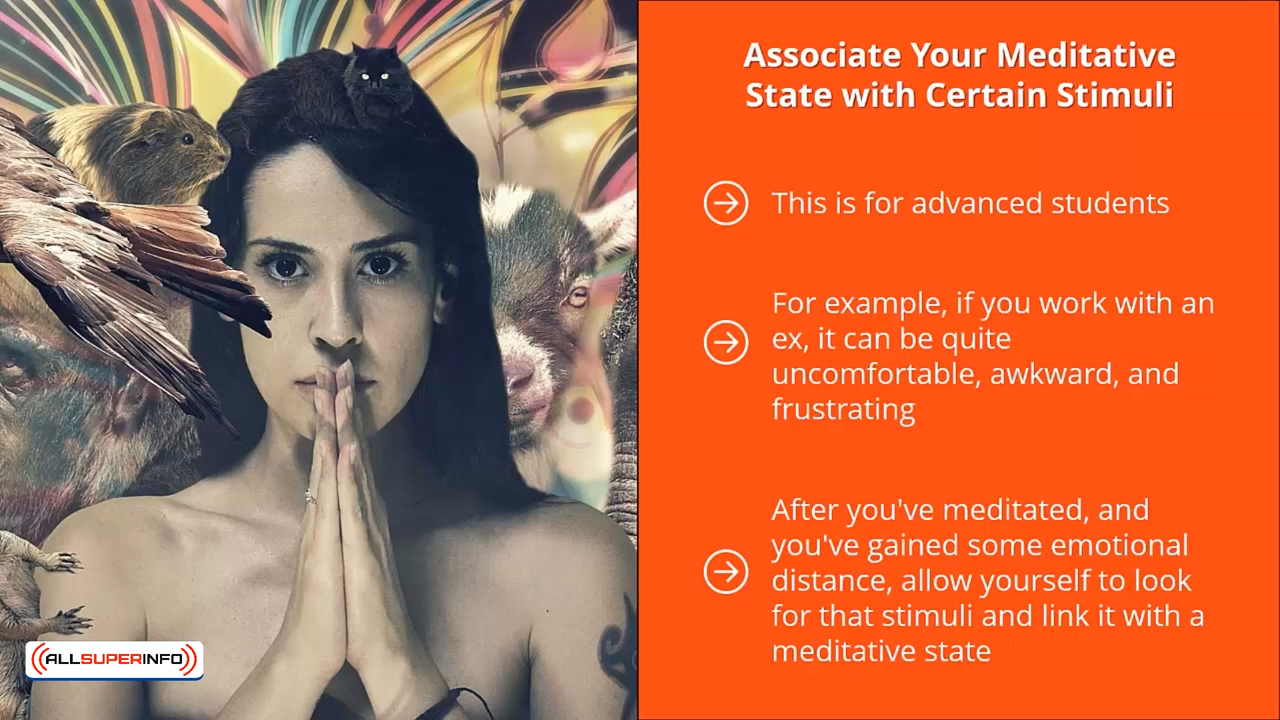 Associate Your Meditative
State with Certain Stimuli
This is for advanced students
For example, if you work with an
ex, it can be quite
uncomfortable, awkward, and
frustrating
After you've meditated, and
you've gained some emotional
distance, allow yourself to look
for that stimuli and link it with a
meditative state
ALLSUPERINFO